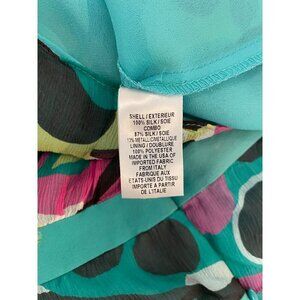 SHELL / EXTERIEUR
100% SILK / SOIE
COMBO
87% SILK / SOIE
13% METALLIC/METALLIQUE
LINING / DOUBLURE
100% POLYESTER
MADE IN THE USA OF
IMPORTED FABRIC
FROM ITALY
FABRIQUE AUX
ETATS-UNIS DU TISSU
IMPORTE A PARTIR
DE L'ITALIE